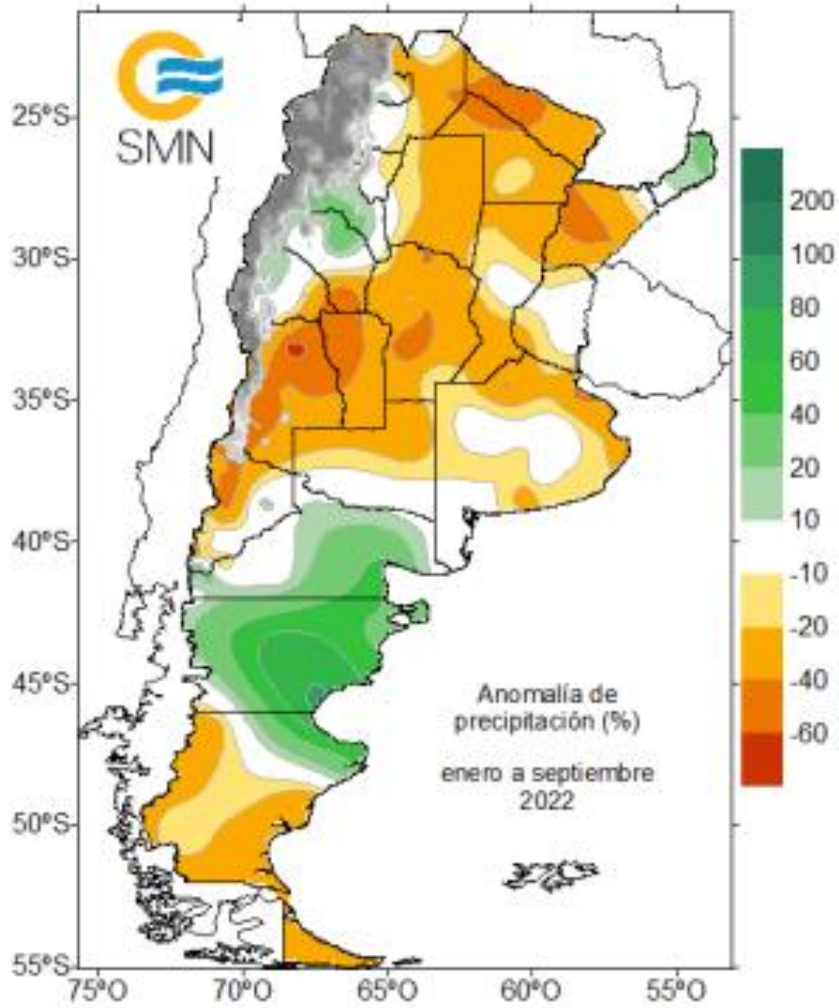 SMN
25°S
30°S
35°S
40°S
45°S
50°S
55°S
75°O
70°O
65°O
60°O
55°O
200
100
80
60
40
20
10
-10
-20
-40
-60
Anomalía de
precipitación (%)
enero a septiembre
2022